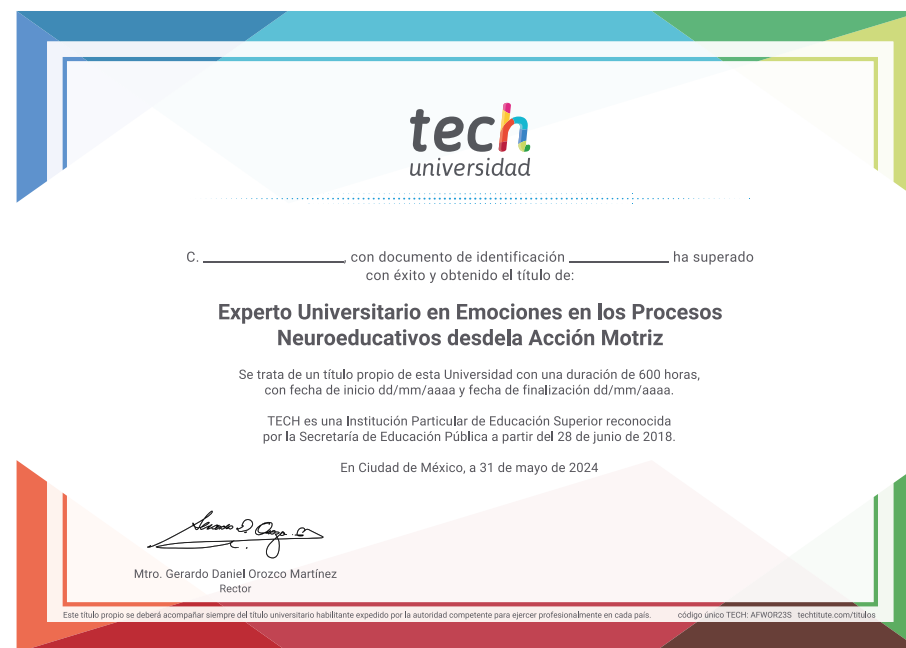 tech
universidad
C. ____________, con documento de identificación ____________ ha superado
con éxito y obtenido el título de:
Experto Universitario en Emociones en los Procesos
Neuroeducativos desdela Acción Motriz
Se trata de un título propio de esta Universidad con una duración de 600 horas,
con fecha de inicio dd/mm/aaaa y fecha de finalización dd/mm/aaaa.
TECH es una Institución Particular de Educación Superior reconocida
por la Secretaría de Educación Pública a partir del 28 de junio de 2018.
En Ciudad de México, a 31 de mayo de 2024
Mtro. Gerardo Daniel Orozco Martínez
Rector
Este título propio se deberá acompañar siempre del título universitario habilitante expedido por la autoridad competente para ejercer profesionalmente en cada país. código único TECH: AFWOR23S techtitute.com/títulos